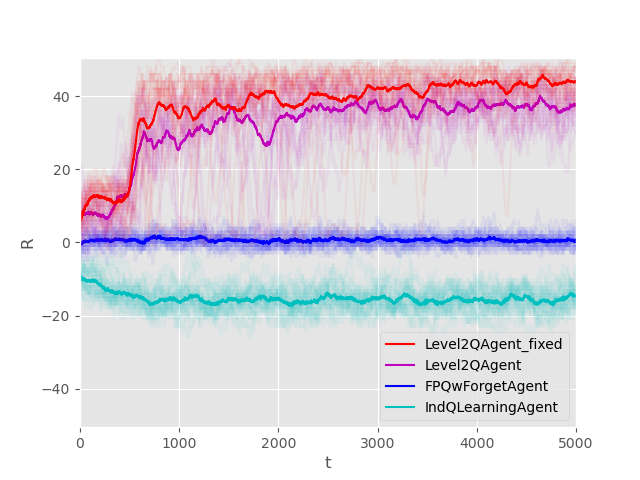 40
20
0
−20
−40
R
0
1000
2000
3000
4000
5000
t
Level2QAgent_fixed
Level2QAgent
FPQwForgetAgent
IndQLearningAgent